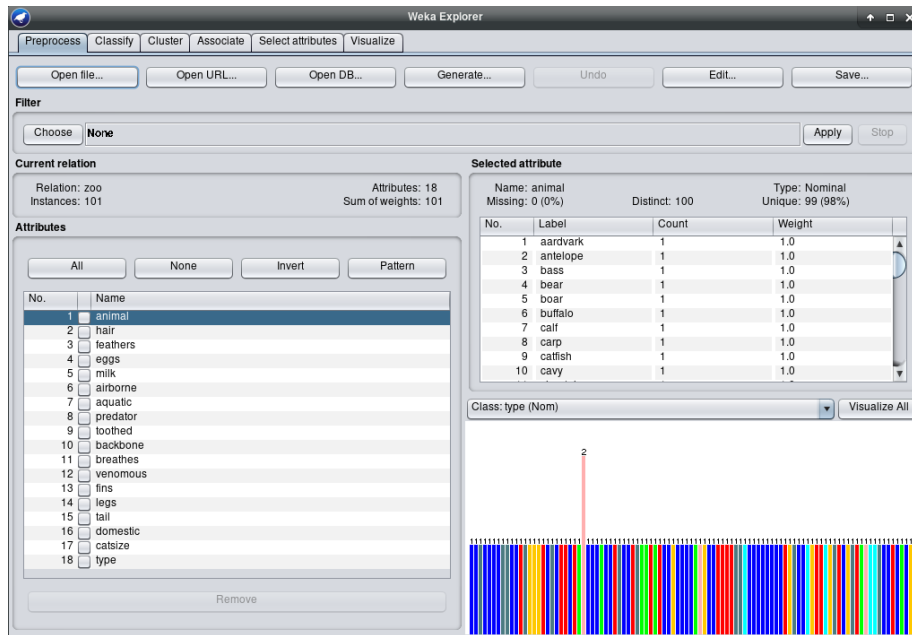 Weka Explorer
Preprocess Classify Cluster Associate Select attributes Visualize
Open file... Open URL... Open DB... Generate... Undo Edit... Save...
Filter
Choose None Apply Stop
Current relation
Relation: zoo Attributes: 18
Instances: 101 Sum of weights: 101
Attributes
All None Invert Pattern
No. Name
1 animal
2 hair
3 feathers
4 eggs
5 milk
6 airborne
7 aquatic
8 predator
9 toothed
10 backbone
11 breathes
12 venomous
13 fins
14 legs
15 tail
16 domestic
17 catsize
18 type
Remove
Selected attribute
Name: animal Type: Nominal
Missing: 0 (0%) Distinct: 100 Unique: 99 (98%)
No. Label Count Weight
1 aardvark 1 1.0
2 antelope 1 1.0
3 bass 1 1.0
4 bear 1 1.0
5 boar 1 1.0
6 buffalo 1 1.0
7 calf 1 1.0
8 carp 1 1.0
9 catfish 1 1.0
10 cavy 1 1.0
Class: type (Nom) Visualize All
2